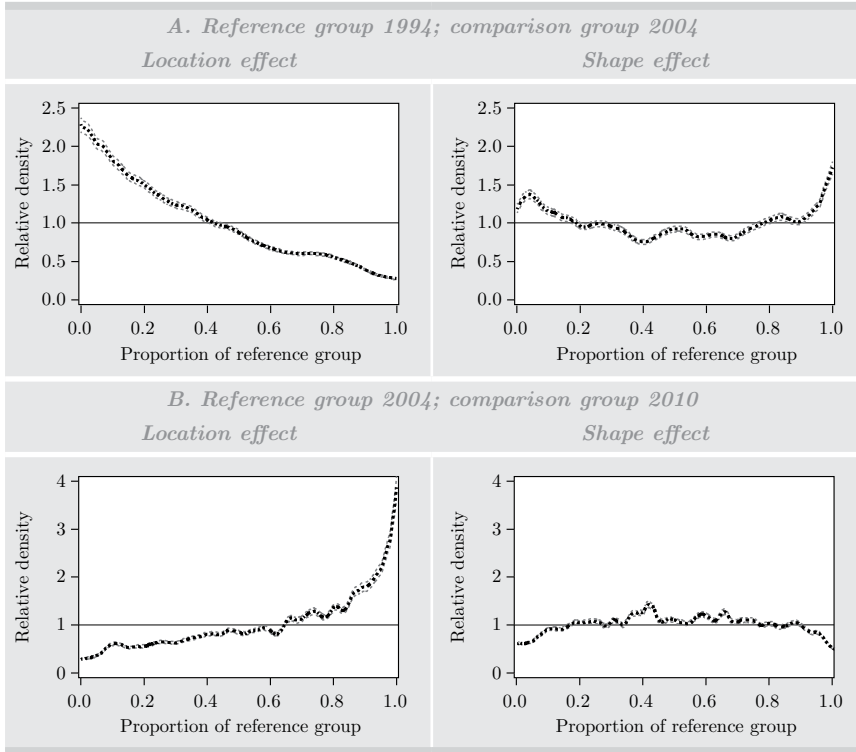 A. Reference group 1994; comparison group 2004
Location effect
Shape effect
2.5
2.0
1.5
1.0
0.5
0.0
Relative density
0.0 0.2 0.4 0.6 0.8 1.0
Proportion of reference group
2.5
2.0
1.5
1.0
0.5
0.0
Relative density
0.0 0.2 0.4 0.6 0.8 1.0
Proportion of reference group
B. Reference group 2004; comparison group 2010
Location effect
Shape effect
4
3
2
1
0
Relative density
0.0 0.2 0.4 0.6 0.8 1.0
Proportion of reference group
4
3
2
1
0
Relative density
0.0 0.2 0.4 0.6 0.8 1.0
Proportion of reference group